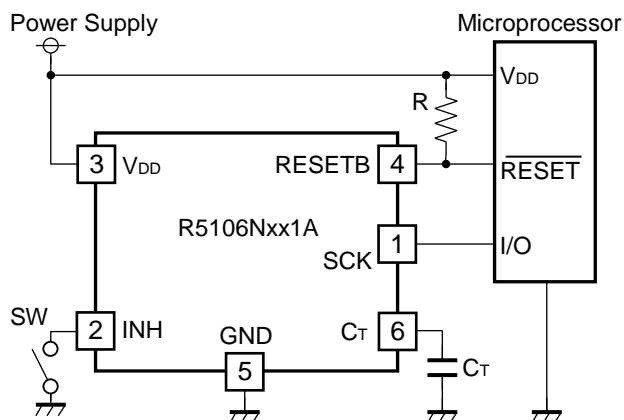 Power Supply
Microprocessor
VDD
R
3
VDD
RESETB
4
RESET
R5106Nxx1A
1
SCK
I/O
SW
2
INH
GND
CT
6
5
CT